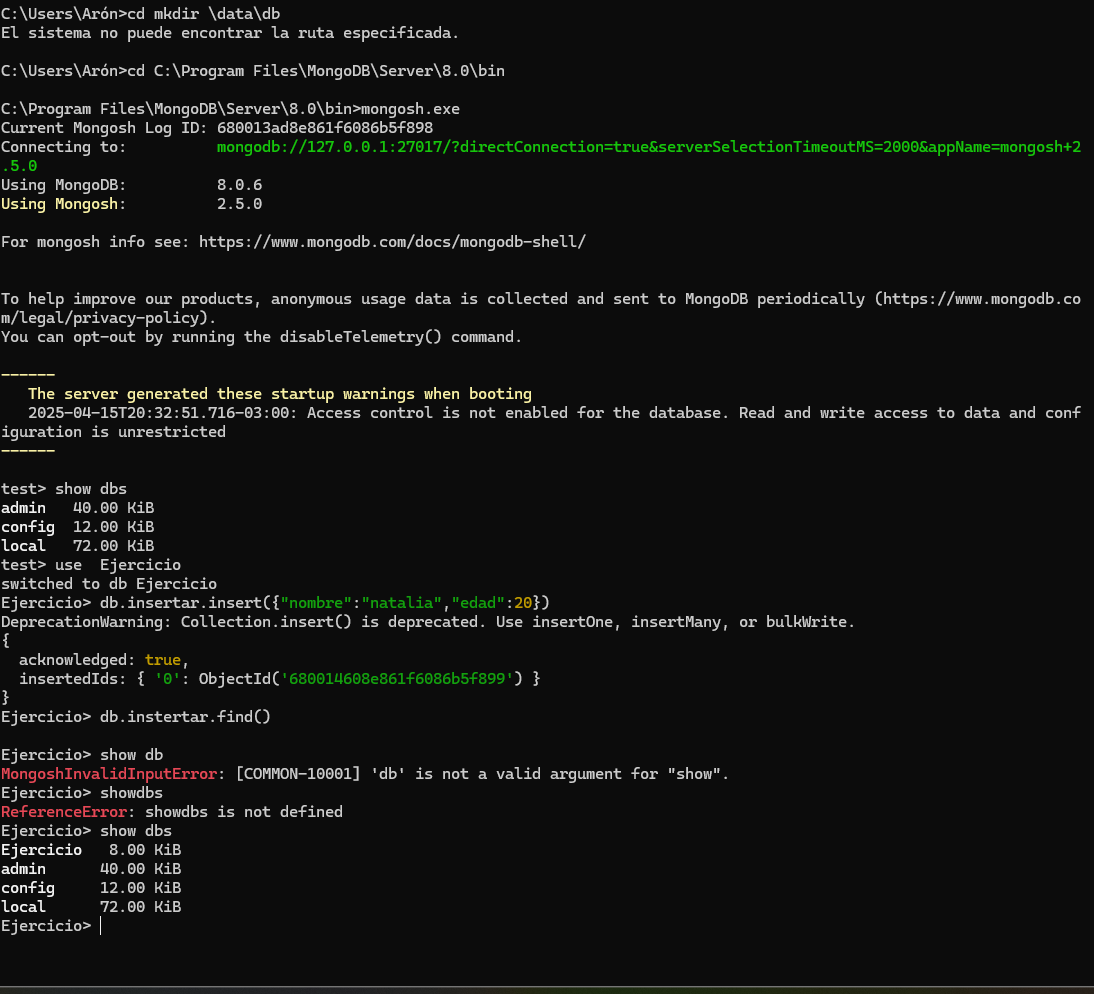 C:\Users\Arón>cd mkdir \data\db
El sistema no puede encontrar la ruta especificada.
C:\Users\Arón>cd C:\Program Files\MongoDB\Server\8.0\bin
C:\Program Files\MongoDB\Server\8.0\bin>mongosh.exe
Current Mongosh Log ID: 680013ad8e861f6086b5f898
Connecting to:          mongodb://127.0.0.1:27017/?directConnection=true&serverSelectionTimeoutMS=2000&appName=mongosh+2
.5.0
Using MongoDB:          8.0.6
Using Mongosh:          2.5.0
For mongosh info see: https://www.mongodb.com/docs/mongodb-shell/
To help improve our products, anonymous usage data is collected and sent to MongoDB periodically (https://www.mongodb.co
m/legal/privacy-policy).
You can opt-out by running the disableTelemetry() command.
------
   The server generated these startup warnings when booting
   2025-04-15T20:32:51.716-03:00: Access control is not enabled for the database. Read and write access to data and conf
iguration is unrestricted
------
test> show dbs
admin   40.00 KiB
config  12.00 KiB
local   72.00 KiB
test> use  Ejercicio
switched to db Ejercicio
Ejercicio> db.insertar.insert({"nombre":"natalia","edad":20})
DeprecationWarning: Collection.insert() is deprecated. Use insertOne, insertMany, or bulkWrite.
{
  acknowledged: true,
  insertedIds: { '0': ObjectId('680014608e861f6086b5f899') }
}
Ejercicio> db.instertar.find()
Ejercicio> show db
MongoshInvalidInputError: [COMMON-10001] 'db' is not a valid argument for "show".
Ejercicio> showdbs
ReferenceError: showdbs is not defined
Ejercicio> show dbs
Ejercicio   8.00 KiB
admin      40.00 KiB
config     12.00 KiB
local      72.00 KiB
Ejercicio>